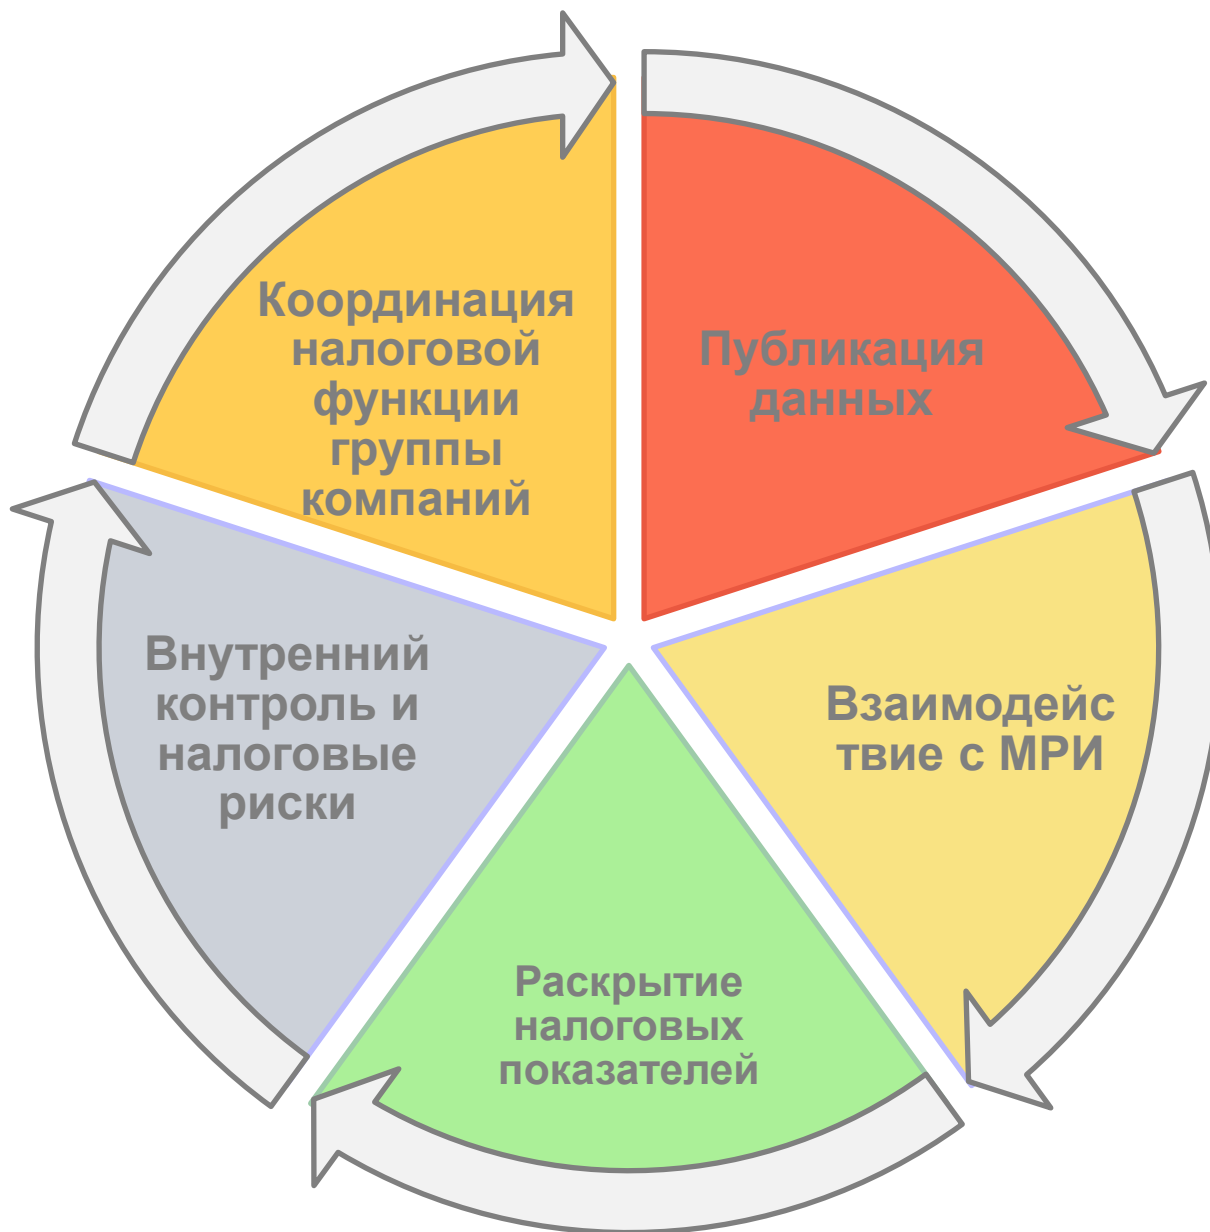 Координация
налоговой
функции
группы
компаний
Публикация
данных
Взаимодейс
твие с МРИ
Раскрытие
налоговых
показателей
Внутренний
контроль и
налоговые
риски